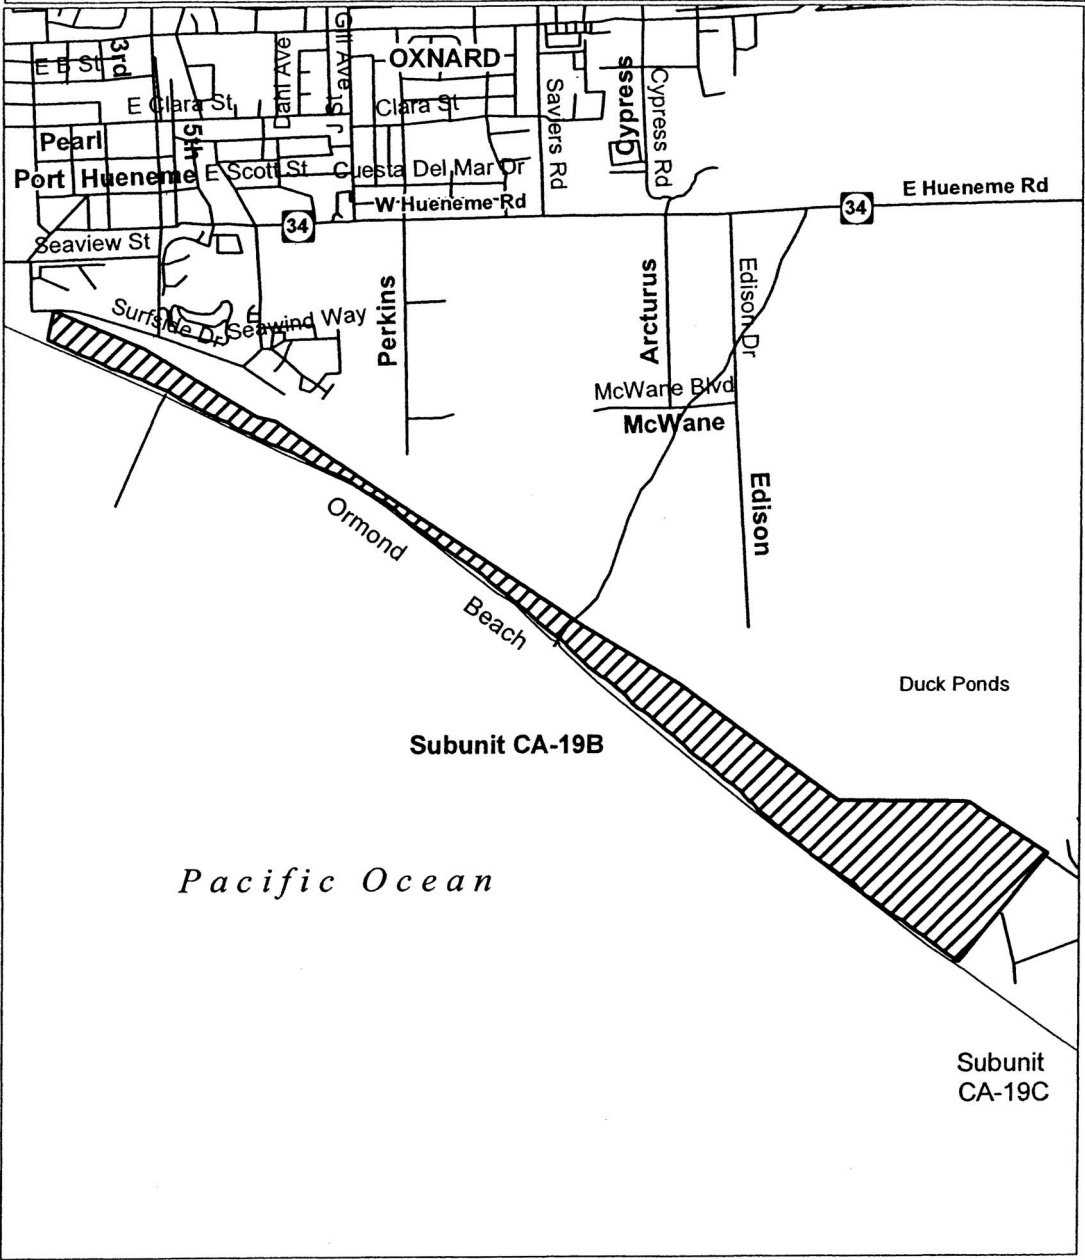 OXNARD
E B St
3rd
Dahl Ave
Gill Ave
J St
E Clara St
Clara St
Saviers Rd
Cypress
Cypress Rd
Pearl
5th
Port Hueneme
E Scott St
Cuesta Del Mar Dr
W Hueneme Rd
E Hueneme Rd
34
34
Seaview St
Surfside Dr
Seawind Way
Perkins
Arcturus
Edison Dr
McWane Blvd
McWane
Edison
Ormond
Beach
Duck Ponds
Subunit CA-19B
Pacific Ocean
Subunit
CA-19C